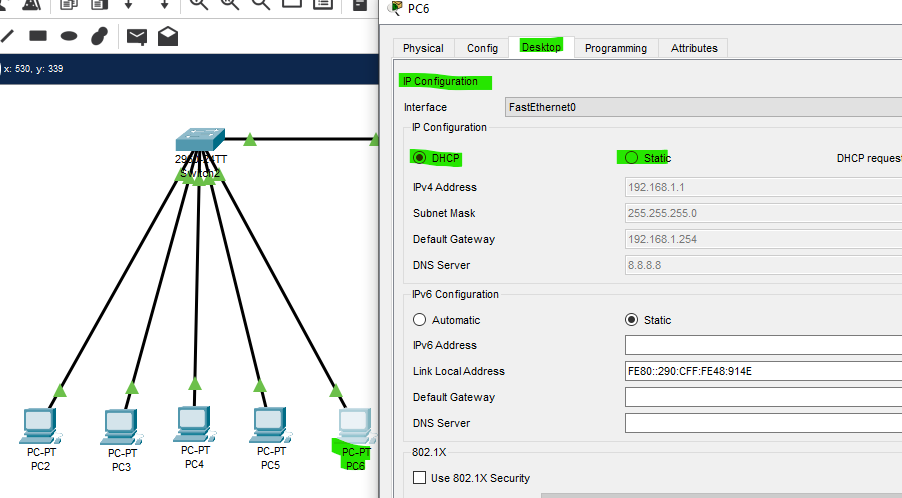 PC6
Physical Config Desktop Programming Attributes
x: 530, y: 339
IP Configuration
Interface FastEthernet0
IP Configuration
DHCP Static DHCP request
IPv4 Address 192.168.1.1
Subnet Mask 255.255.255.0
Default Gateway 192.168.1.254
DNS Server 8.8.8.8
IPv6 Configuration
Automatic Static
IPv6 Address
Link Local Address FE80::290:CFF:FE48:914E
Default Gateway
DNS Server
802.1X
Use 802.1X Security
Switch2
PC-PT
PC2
PC-PT
PC3
PC-PT
PC4
PC-PT
PC5
PC-PT
PC6